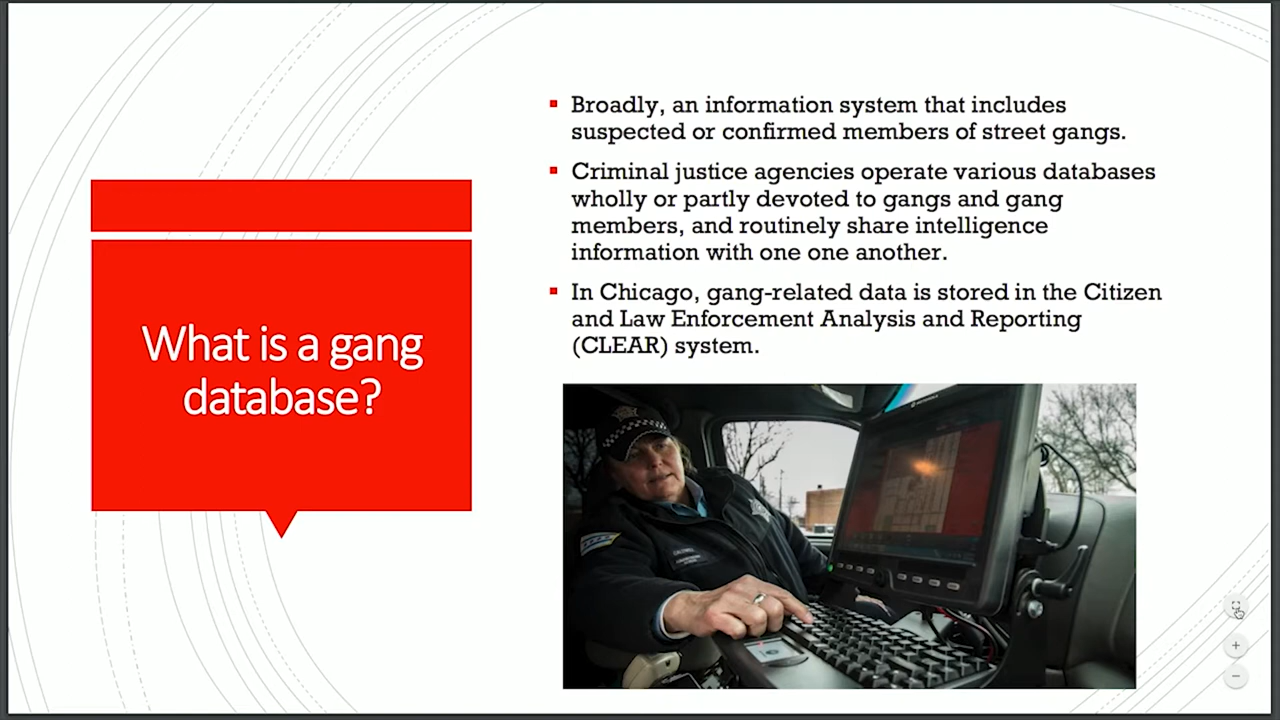 What is a gang
database?
▪ Broadly, an information system that includes
suspected or confirmed members of street gangs.
▪ Criminal justice agencies operate various databases
wholly or partly devoted to gangs and gang
members, and routinely share intelligence
information with one one another.
▪ In Chicago, gang-related data is stored in the Citizen
and Law Enforcement Analysis and Reporting
(CLEAR) system.
MOTOROLA